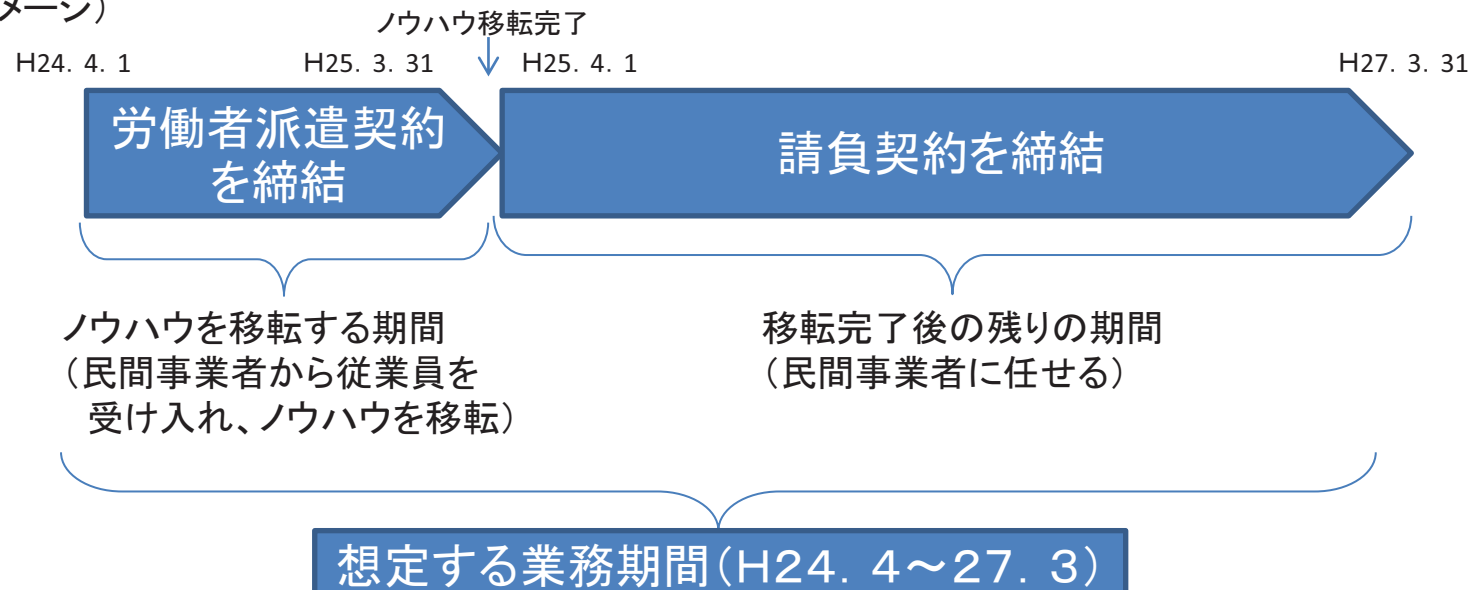 メージ）
ノウハウ移転完了
H24．4．1
H25．3．31
H25．4．1
H27．3．31
労働者派遣契約
を締結
請負契約を締結
ノウハウを移転する期間
（民間事業者から従業員を
受け入れ、ノウハウを移転）
移転完了後の残りの期間
（民間事業者に任せる）
想定する業務期間（H24．4～27．3）